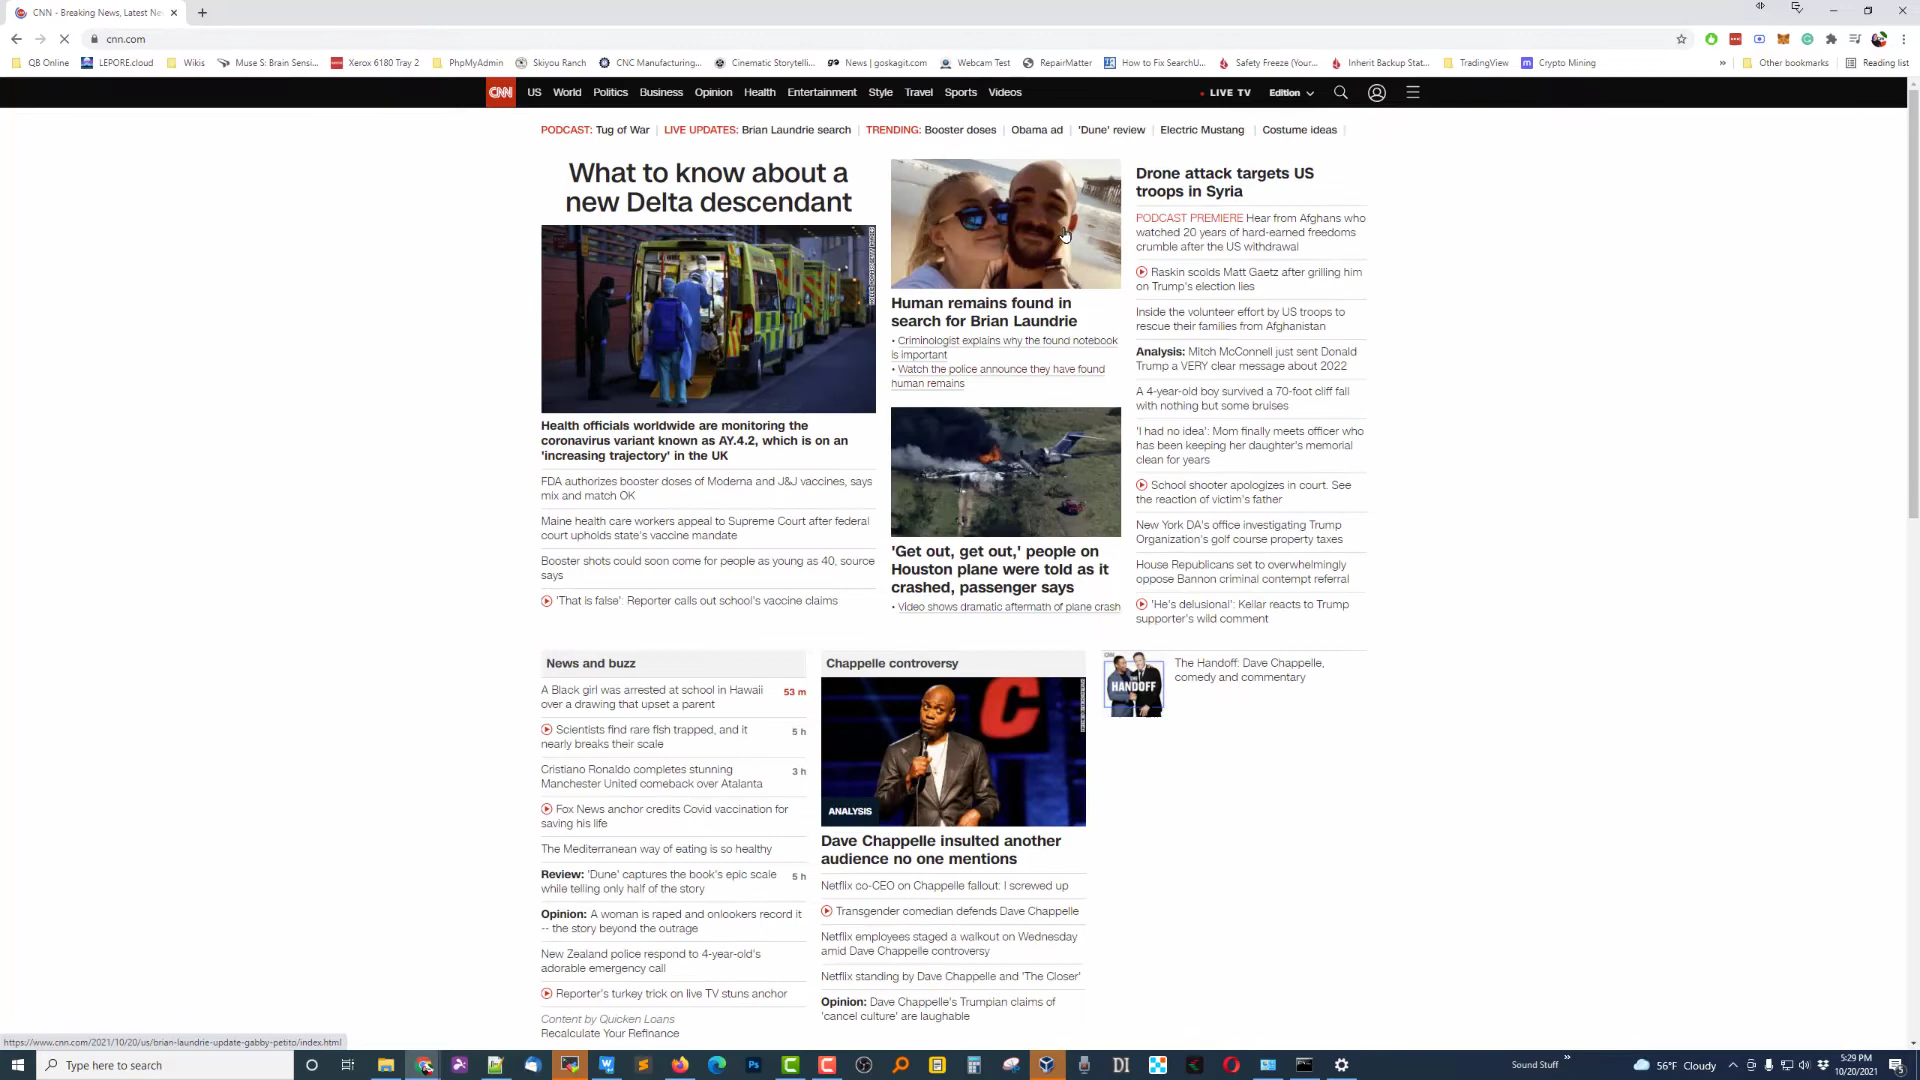 CNN - Breaking News, Latest Ne
cnn.com
QB Online
LEPORE.cloud
Wikis
Muse S: Brain Sensi...
Xerox 6180 Tray 2
PhpMyAdmin
Skiyou Ranch
CNC Manufacturing,...
Cinematic Storytelli...
News | goskagit.com
Webcam Test
RepairMatter
How to Fix SearchU...
Safety Freeze (Your...
Inherit Backup Stat...
TradingView
Crypto Mining
»
Other bookmarks
Reading list
CNN
US
World
Politics
Business
Opinion
Health
Entertainment
Style
Travel
Sports
Videos
LIVE TV
Edition
PODCAST: Tug of War
LIVE UPDATES: Brian Laundrie search
TRENDING: Booster doses
Obama ad
'Dune' review
Electric Mustang
Costume ideas
What to know about a
new Delta descendant
Health officials worldwide are monitoring the
coronavirus variant known as AY.4.2, which is on an
'increasing trajectory' in the UK
FDA authorizes booster doses of Moderna and J&J vaccines, says
mix and match OK
Maine health care workers appeal to Supreme Court after federal
court upholds state's vaccine mandate
Booster shots could soon come for people as young as 40, source
says
'That is false': Reporter calls out school's vaccine claims
Human remains found in
search for Brian Laundrie
• Criminologist explains why the found notebook
is important
• Watch the police announce they have found
human remains
'Get out, get out,' people on
Houston plane were told as it
crashed, passenger says
• Video shows dramatic aftermath of plane crash
Drone attack targets US
troops in Syria
PODCAST PREMIERE Hear from Afghans who
watched 20 years of hard-earned freedoms
crumble after the US withdrawal
Raskin scolds Matt Gaetz after grilling him
on Trump's election lies
Inside the volunteer effort by US troops to
rescue their families from Afghanistan
Analysis: Mitch McConnell just sent Donald
Trump a VERY clear message about 2022
A 4-year-old boy survived a 70-foot cliff fall
with nothing but some bruises
'I had no idea': Mom finally meets officer who
has been keeping her daughter's memorial
clean for years
School shooter apologizes in court. See
the reaction of victim's father
New York DA's office investigating Trump
Organization's golf course property taxes
House Republicans set to overwhelmingly
oppose Bannon criminal contempt referral
'He's delusional': Keilar reacts to Trump
supporter's wild comment
News and buzz
A Black girl was arrested at school in Hawaii
over a drawing that upset a parent
53 m
Scientists find rare fish trapped, and it
nearly breaks their scale
5 h
Cristiano Ronaldo completes stunning
Manchester United comeback over Atalanta
3 h
Fox News anchor credits Covid vaccination for
saving his life
The Mediterranean way of eating is so healthy
Review: 'Dune' captures the book's epic scale
while telling only half of the story
5 h
Opinion: A woman is raped and onlookers record it
-- the story beyond the outrage
New Zealand police respond to 4-year-old's
adorable emergency call
Reporter's turkey trick on live TV stuns anchor
Content by Quicken Loans
Recalculate Your Refinance
Chappelle controversy
ANALYSIS
Dave Chappelle insulted another
audience no one mentions
Netflix co-CEO on Chappelle fallout: I screwed up
Transgender comedian defends Dave Chappelle
Netflix employees staged a walkout on Wednesday
amid Dave Chappelle controversy
Netflix standing by Dave Chappelle and 'The Closer'
Opinion: Dave Chappelle's Trumpian claims of
'cancel culture' are laughable
CNN
THE
HANDOFF
The Handoff: Dave Chappelle,
comedy and commentary
https://www.cnn.com/2021/10/20/us/brian-laundrie-update-gabby-petito/index.html
Type here to search
DI
Sound Stuff
»
56°F Cloudy
5:29 PM
10/20/2021